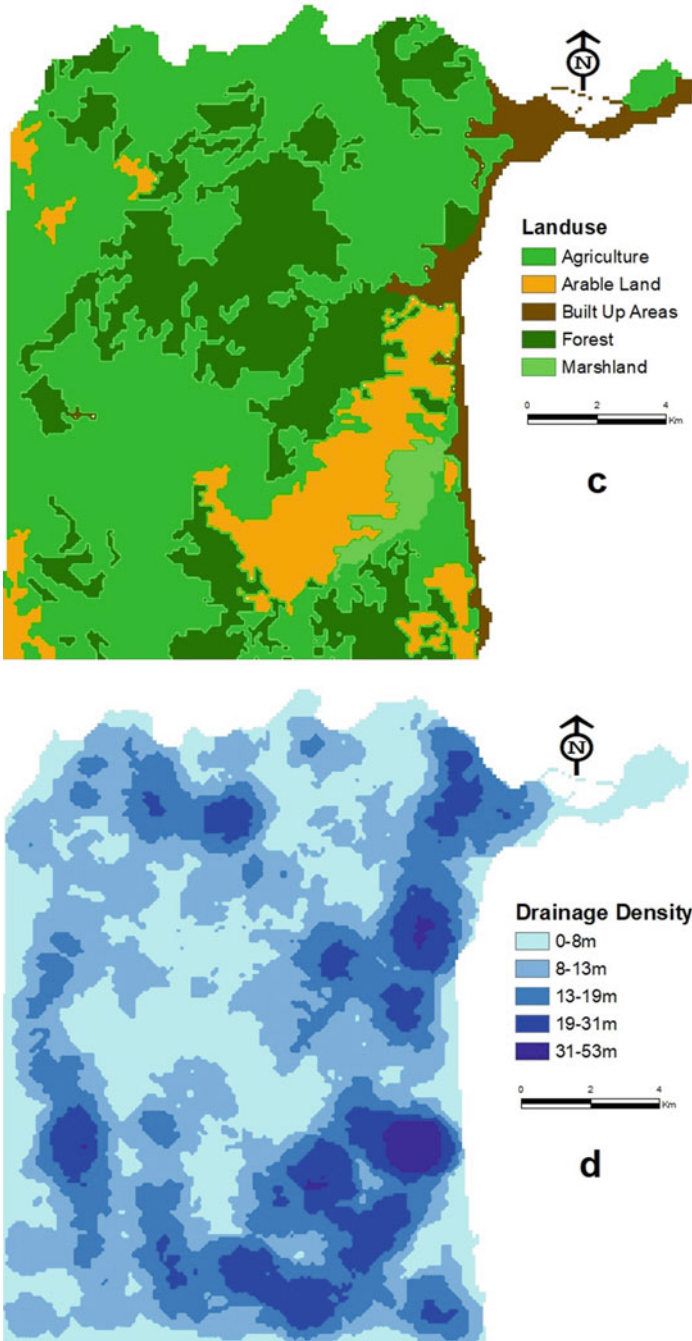 N
Landuse
Agriculture
Arable Land
Built Up Areas
Forest
Marshland
0 2 4
Km
c
N
Drainage Density
0-8m
8-13m
13-19m
19-31m
31-53m
0 2 4
Km
d